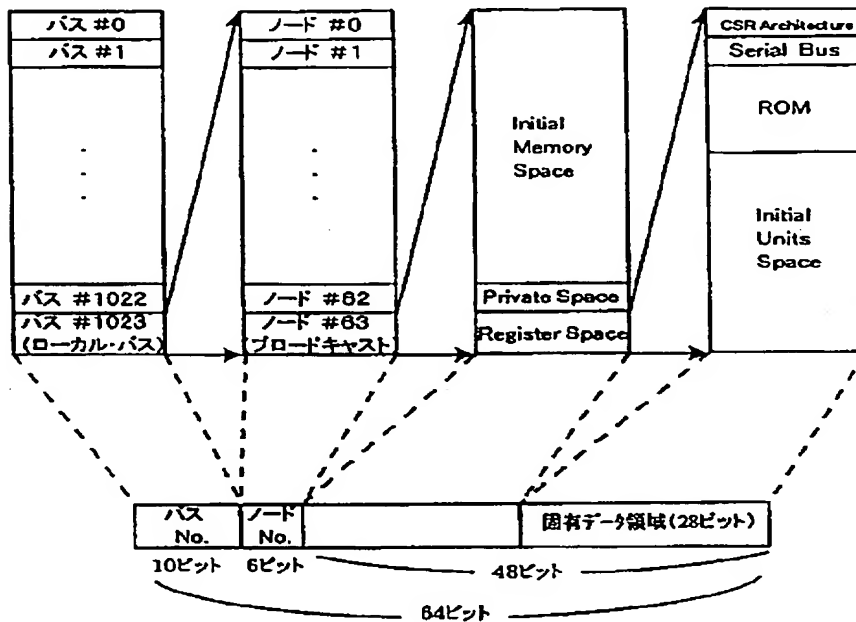 バス #0
バス #1
バス #1022
バス #1023
(ローカル・バス)
ノード #0
ノード #1
ノード #62
ノード #63
(ブロードキャスト)
Initial
Memory
Space
Private Space
Register Space
CSR Architecture
Serial Bus
ROM
Initial
Units
Space
バス
No.
ノード
No.
固有データ領域(28ビット)
10ビット
6ビット
48ビット
64ビット